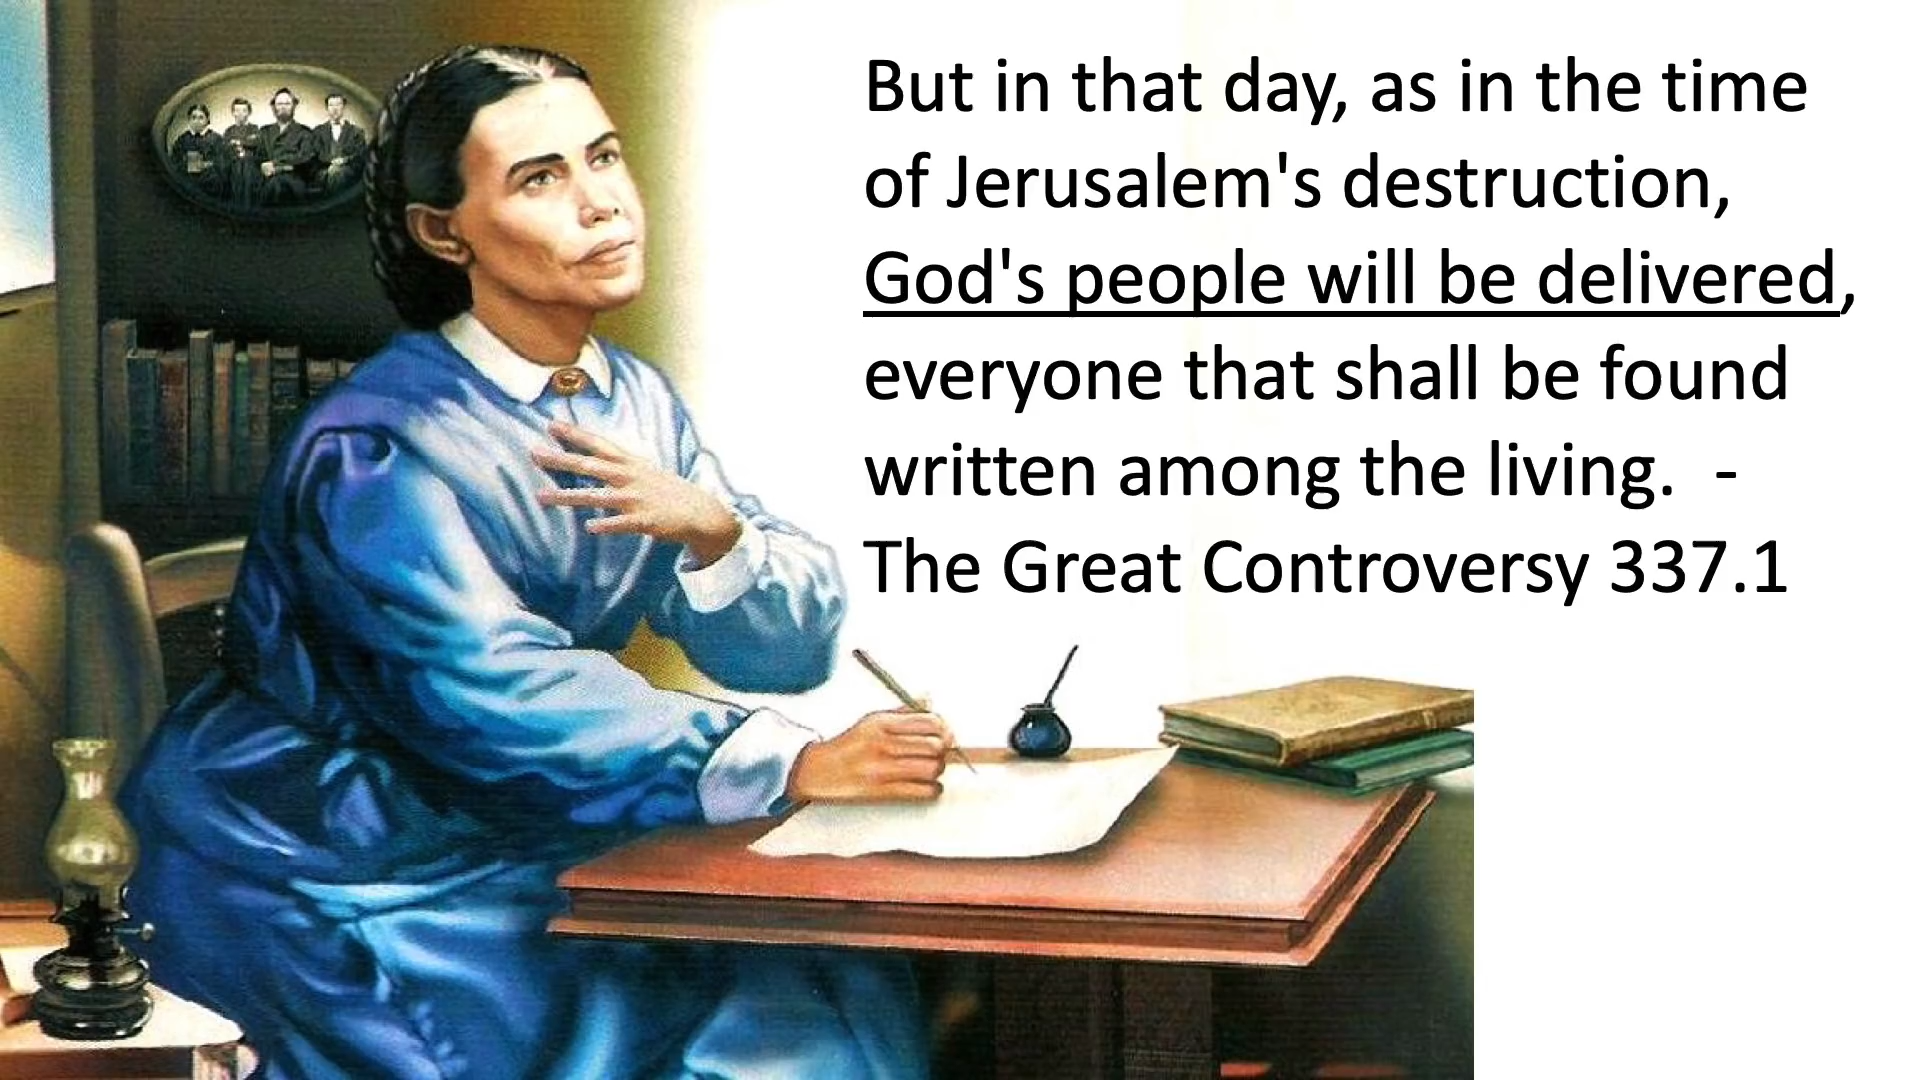 But in that day, as in the time
of Jerusalem's destruction,
God's people will be delivered,
everyone that shall be found
written among the living.  -
The Great Controversy 337.1